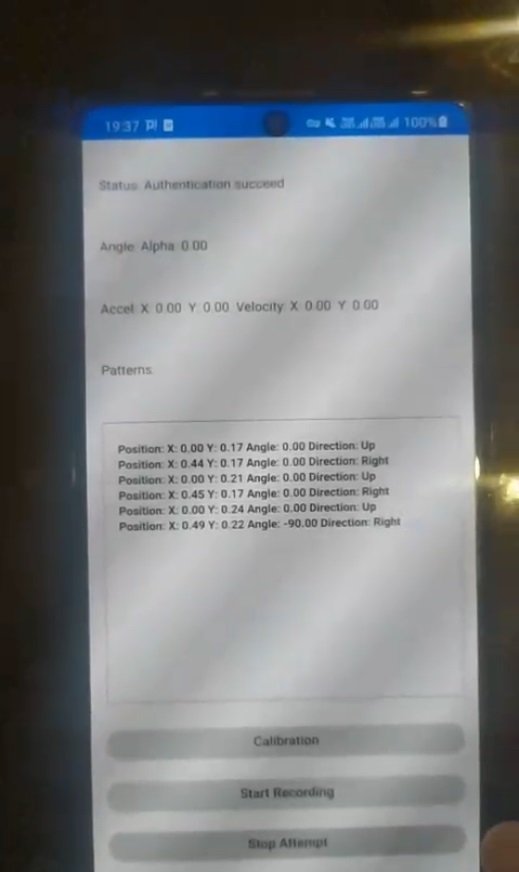 19:37
100%
Status: Authentication succeed
Angle: Alpha: 0.00
Accel: X: 0.00 Y: 0.00 Velocity: X: 0.00 Y: 0.00
Patterns:
Position: X: 0.00 Y: 0.17 Angle: 0.00 Direction: Up
Position: X: 0.44 Y: 0.17 Angle: 0.00 Direction: Right
Position: X: 0.00 Y: 0.21 Angle: 0.00 Direction: Up
Position: X: 0.45 Y: 0.17 Angle: 0.00 Direction: Right
Position: X: 0.00 Y: 0.24 Angle: 0.00 Direction: Up
Position: X: 0.49 Y: 0.22 Angle: -90.00 Direction: Right
Calibration
Start Recording
Stop Attempt